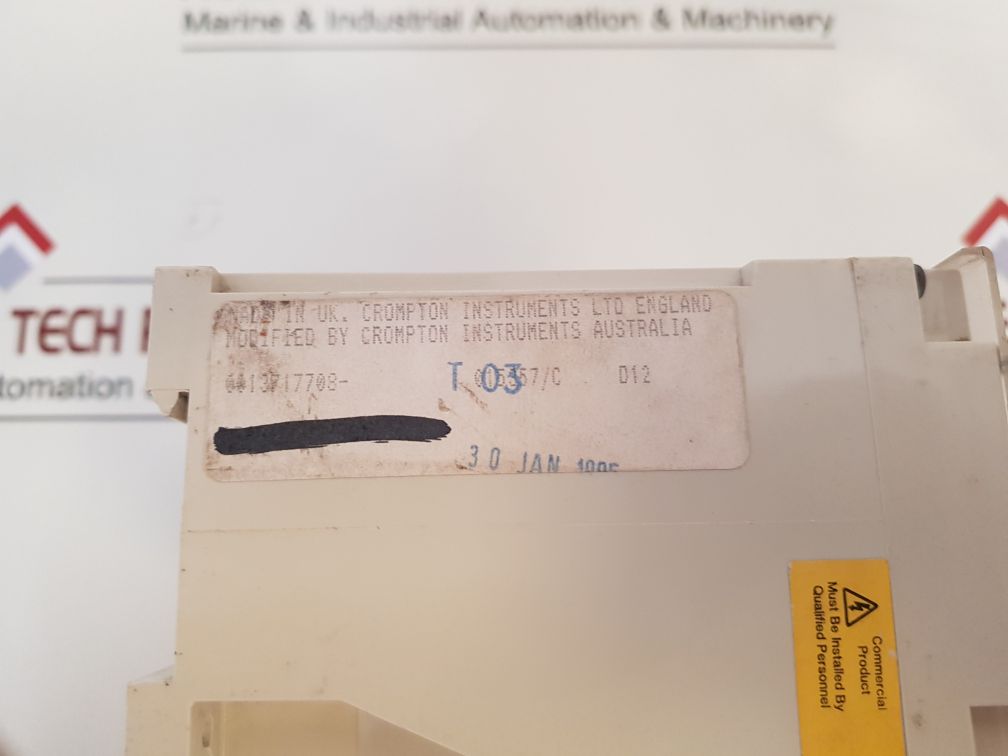 Marine & Industrial Automation & Machinery
TECH
MADE IN UK. CROMPTON INSTRUMENTS LTD ENGLAND
MODIFIED BY CROMPTON INSTRUMENTS AUSTRALIA
T 03
D12
30 JAN
Commercial
Product
Must Be Installed By
Qualified Personnel